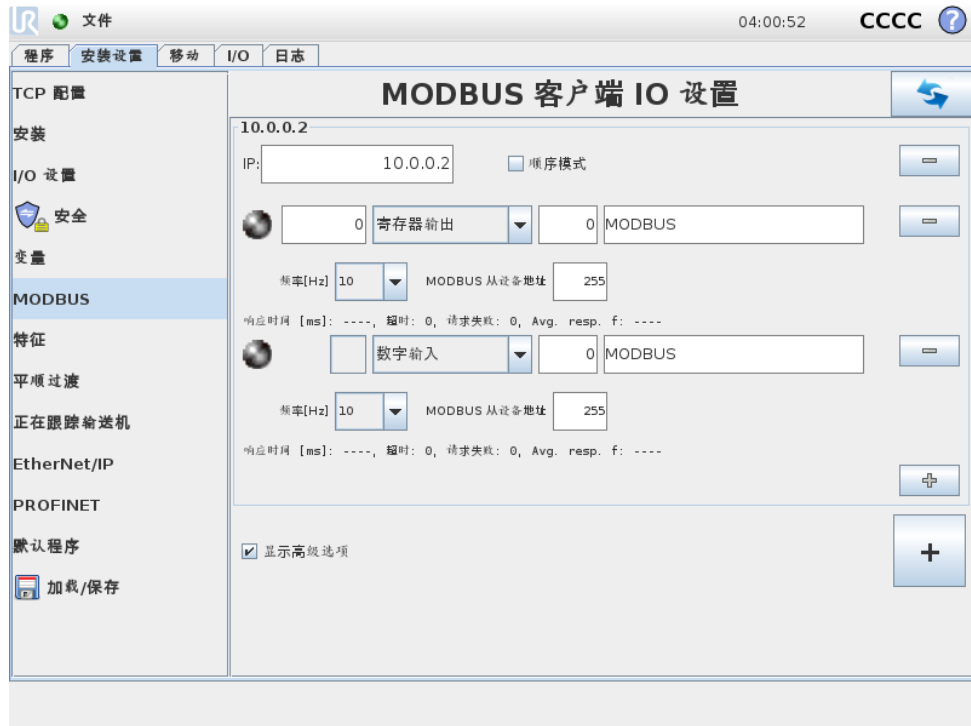 UR 文件 04:00:52 CCCC ?
程序 安装设置 移动 I/O 日志
TCP 配置
安装
I/O 设置
安全
变量
MODBUS
特征
平顺过渡
正在跟踪输送机
EtherNet/IP
PROFINET
默认程序
加载/保存
MODBUS 客户端 IO 设置
10.0.0.2
IP: 10.0.0.2 顺序模式
0 寄存器输出 0 MODBUS
频率[Hz] 10 MODBUS 从设备地址 255
响应时间 [ms]: ----, 超时: 0, 请求失败: 0, Avg. resp. f: ----
数字输入 0 MODBUS
频率[Hz] 10 MODBUS 从设备地址 255
响应时间 [ms]: ----, 超时: 0, 请求失败: 0, Avg. resp. f: ----
显示高级选项